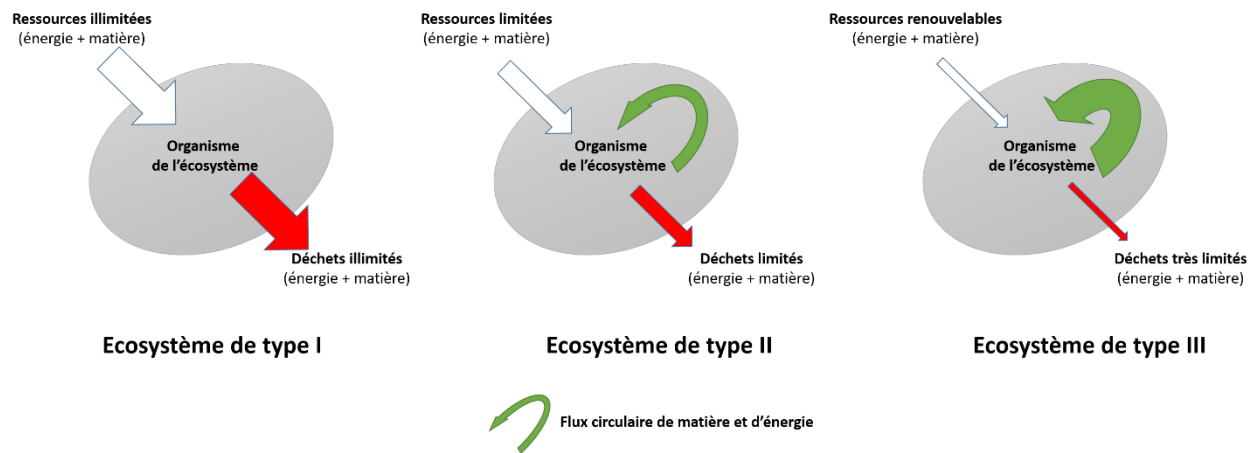 Ressources illimitées
(énergie + matière)
Organisme
de l'écosystème
Déchets illimités
(énergie + matière)
Ecosystème de type I
Ressources limitées
(énergie + matière)
Organisme
de l'écosystème
Déchets limités
(énergie + matière)
Ecosystème de type II
Ressources renouvelables
(énergie + matière)
Organisme
de l'écosystème
Déchets très limités
(énergie + matière)
Ecosystème de type III
Flux circulaire de matière et d'énergie